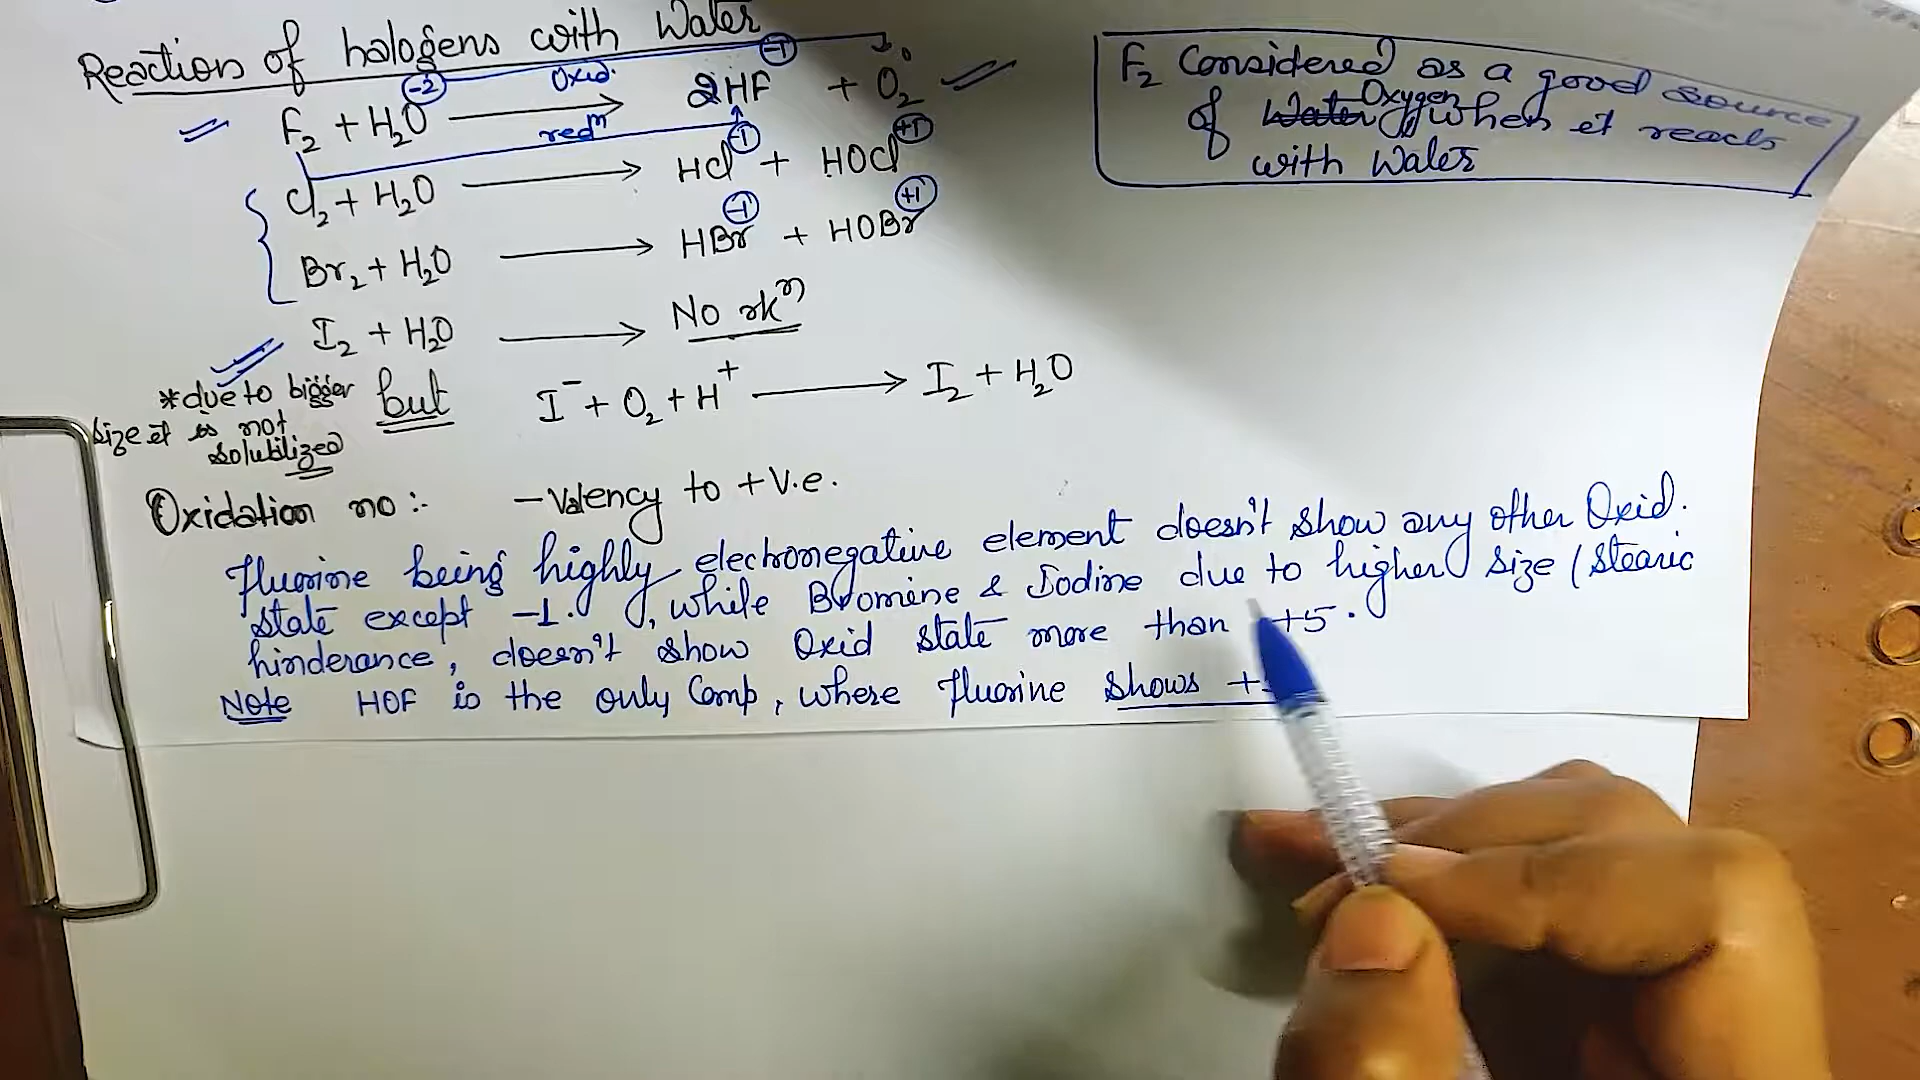 Reaction of halogens with Water
F₂ + H₂O⁻² —Oxid. redⁿ→ 2HF⁻¹ + O₂⁰
Cl₂ + H₂O ⟶ HCl⁻¹ + HOCl⁺¹
Br₂ + H₂O ⟶ HBr⁻¹ + HOBr⁺¹
I₂ + H₂O ⟶ No rkⁿ
*due to bigger
size it is not
solubilized
but I⁻ + O₂ + H⁺ ⟶ I₂ + H₂O
F₂ Considered as a good source
of Water Oxygen when it reacts
with Water
Oxidation no:- -Valency to +V.e.
fluorine being highly electronegative element doesn't show any other Oxid.
state except -1. , while Bromine & Iodine due to higher size (stearic
hinderance, doesn't show Oxid state more than +5.
Note HOF is the only Comp, where fluorine shows +